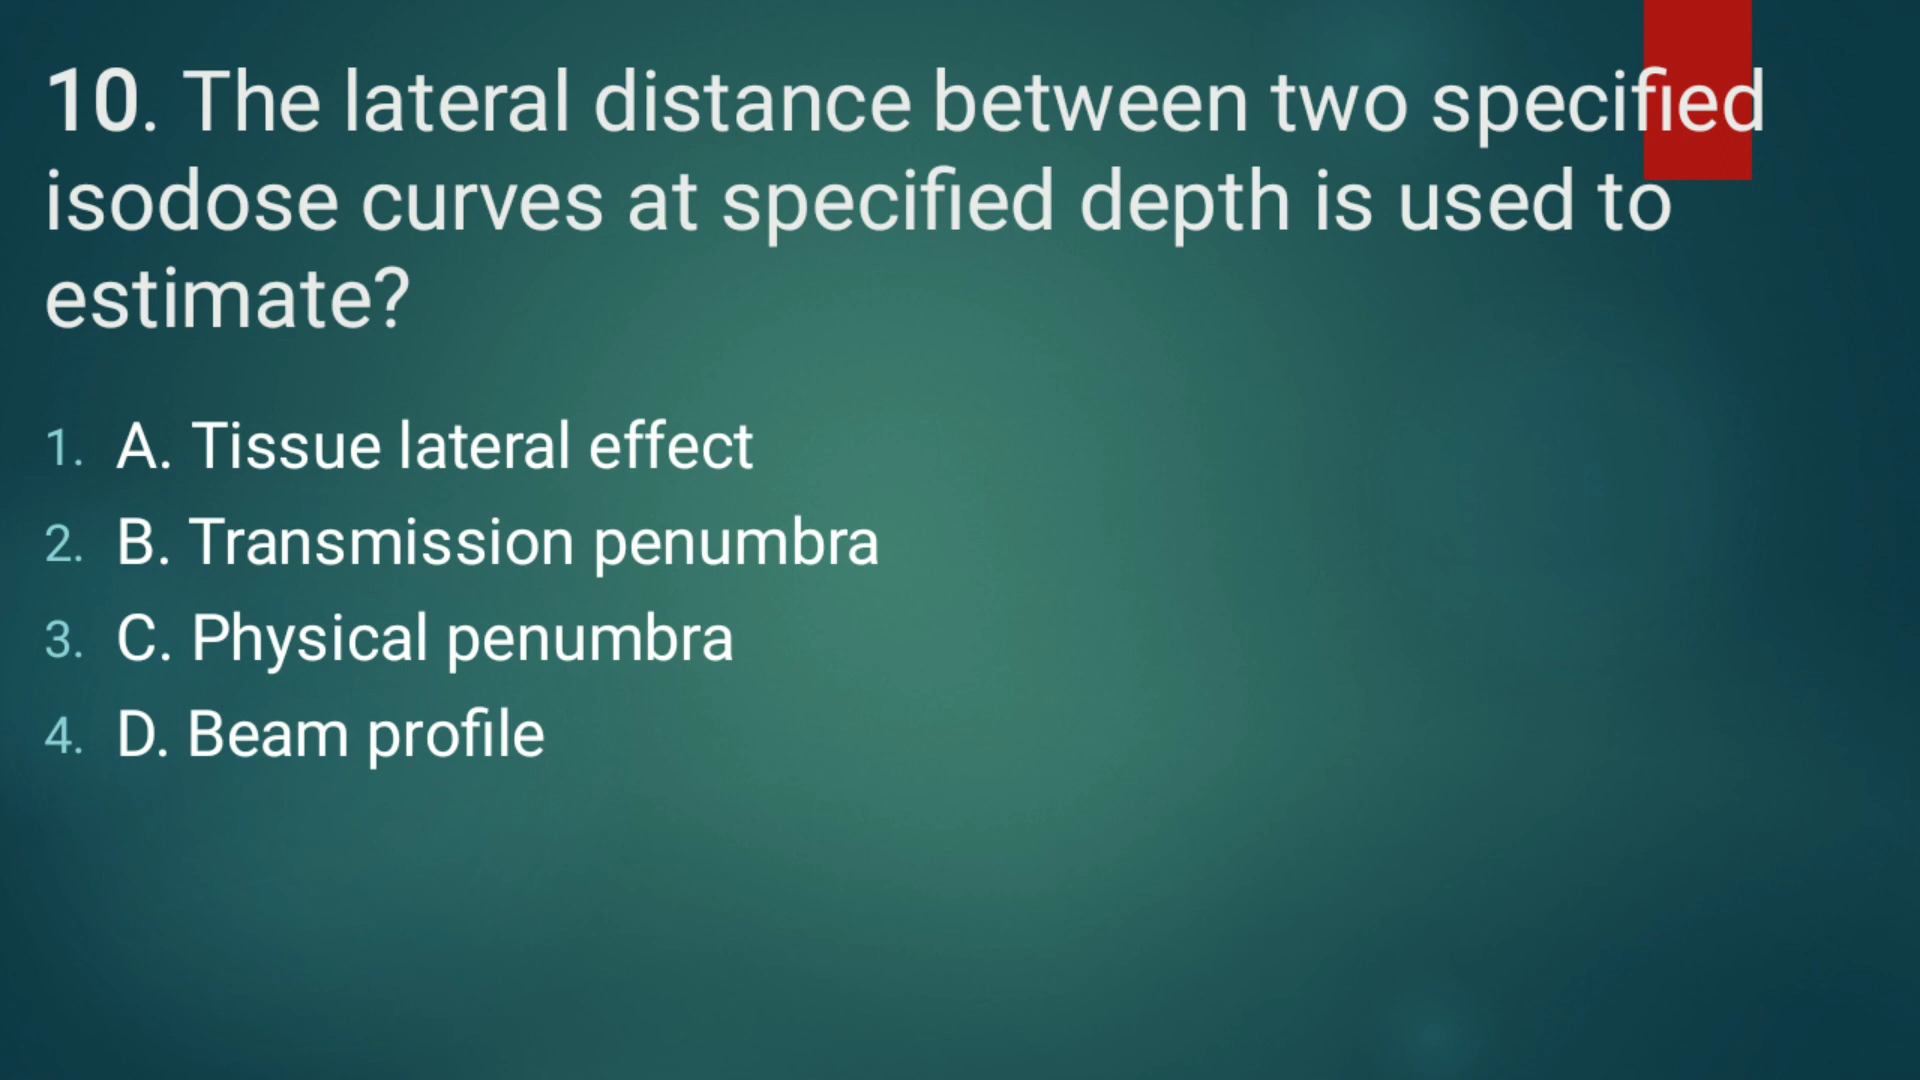 10. The lateral distance between two specified
isodose curves at specified depth is used to
estimate?
1. A. Tissue lateral effect
2. B. Transmission penumbra
3. C. Physical penumbra
4. D. Beam profile